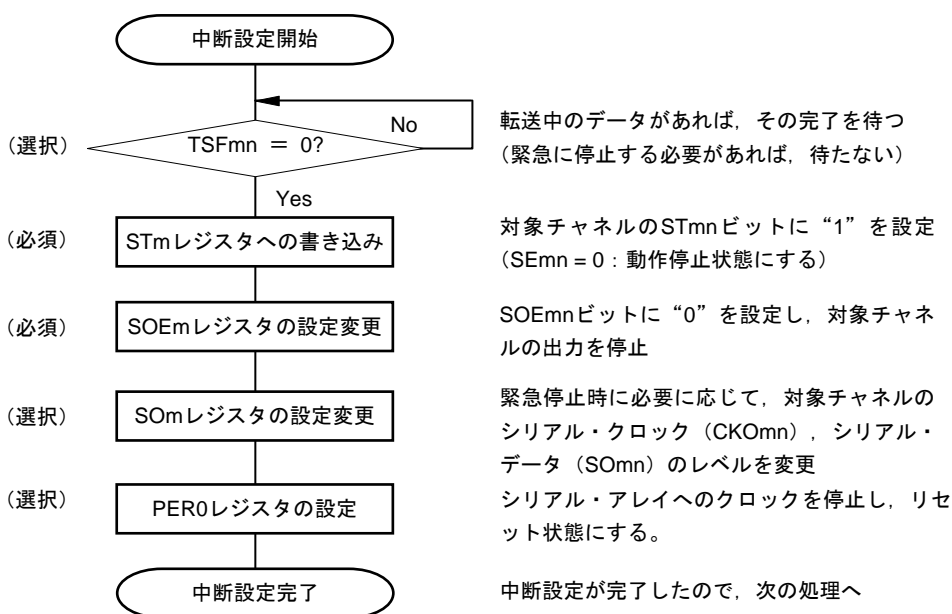 中断設定開始
No
(選択)
TSFmn = 0?
転送中のデータがあれば,その完了を待つ
(緊急に停止する必要があれば,待たない)
Yes
(必須)
STmレジスタへの書き込み
対象チャネルのSTmnビットに“1”を設定
(SEmn = 0:動作停止状態にする)
(必須)
SOEmレジスタの設定変更
SOEmnビットに“0”を設定し,対象チャネ
ルの出力を停止
(選択)
SOmレジスタの設定変更
緊急停止時に必要に応じて,対象チャネルの
シリアル・クロック(CKOmn),シリアル・
データ(SOmn)のレベルを変更
(選択)
PER0レジスタの設定
シリアル・アレイへのクロックを停止し,リセ
ット状態にする。
中断設定完了
中断設定が完了したので,次の処理へ